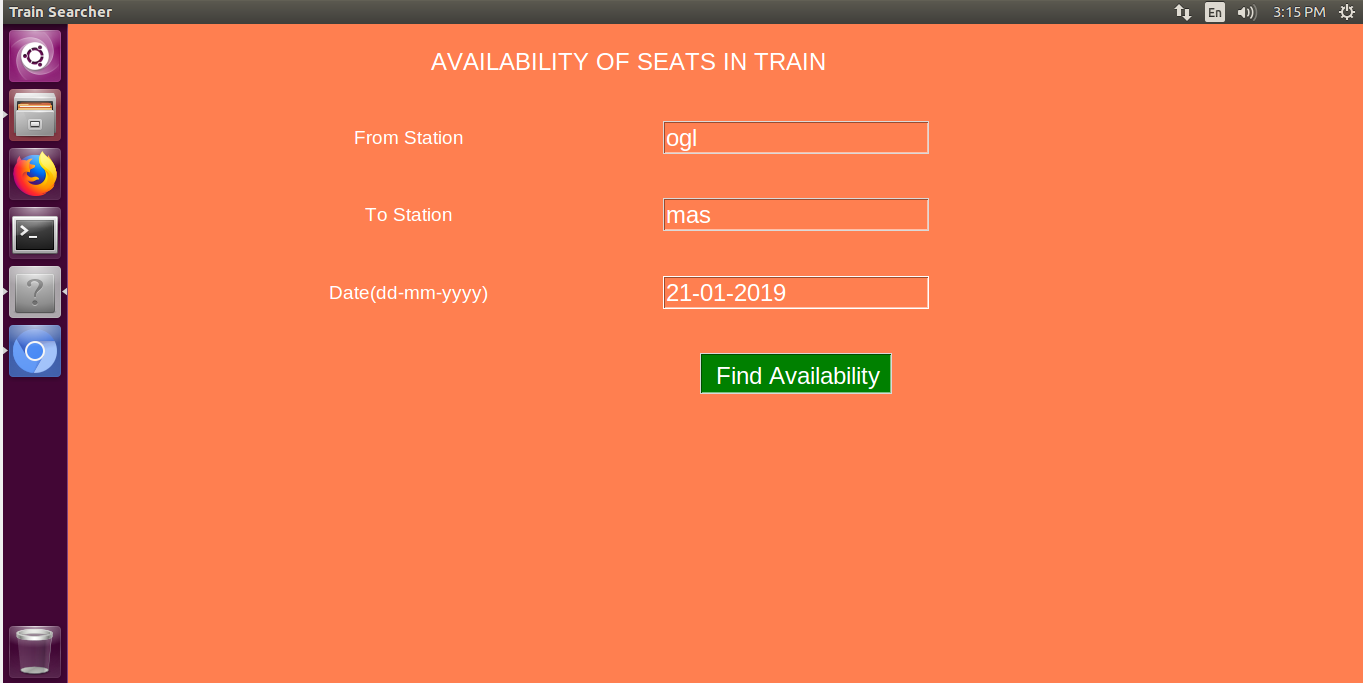 Train Searcher
En
3:15 PM
AVAILABILITY OF SEATS IN TRAIN
From Station
ogl
To Station
mas
Date(dd-mm-yyyy)
21-01-2019
Find Availability